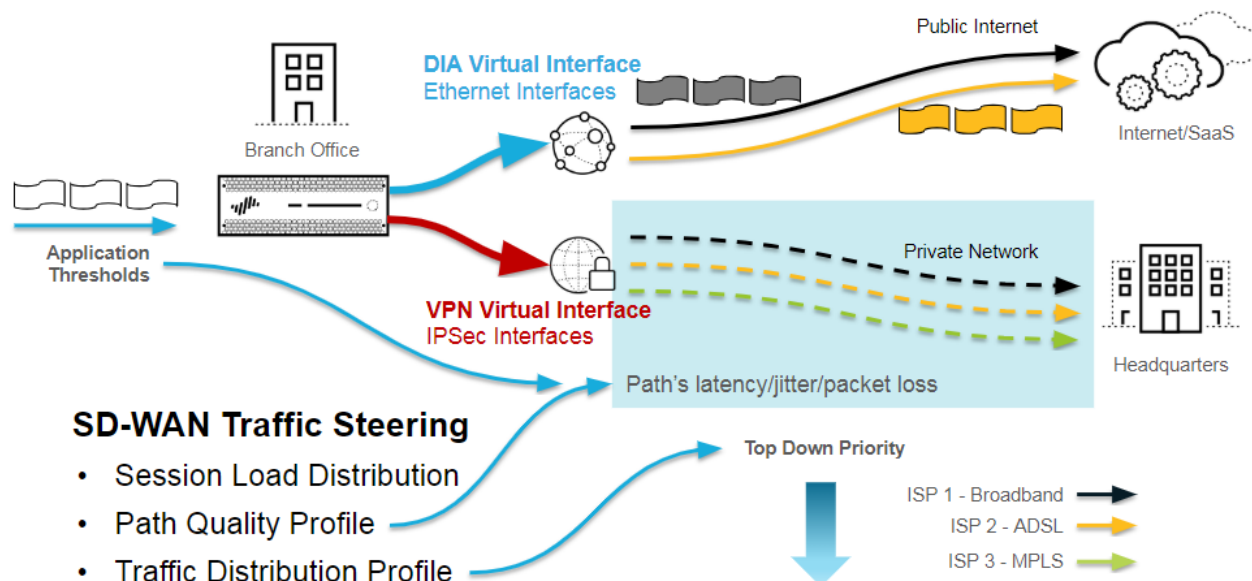 Public Internet
DIA Virtual Interface
Ethernet Interfaces
Branch Office
Internet/SaaS
Application
Thresholds
Private Network
VPN Virtual Interface
IPSec Interfaces
Headquarters
Path's latency/jitter/packet loss
SD-WAN Traffic Steering
• Session Load Distribution
• Path Quality Profile
• Traffic Distribution Profile
Top Down Priority
ISP 1 - Broadband
ISP 2 - ADSL
ISP 3 - MPLS